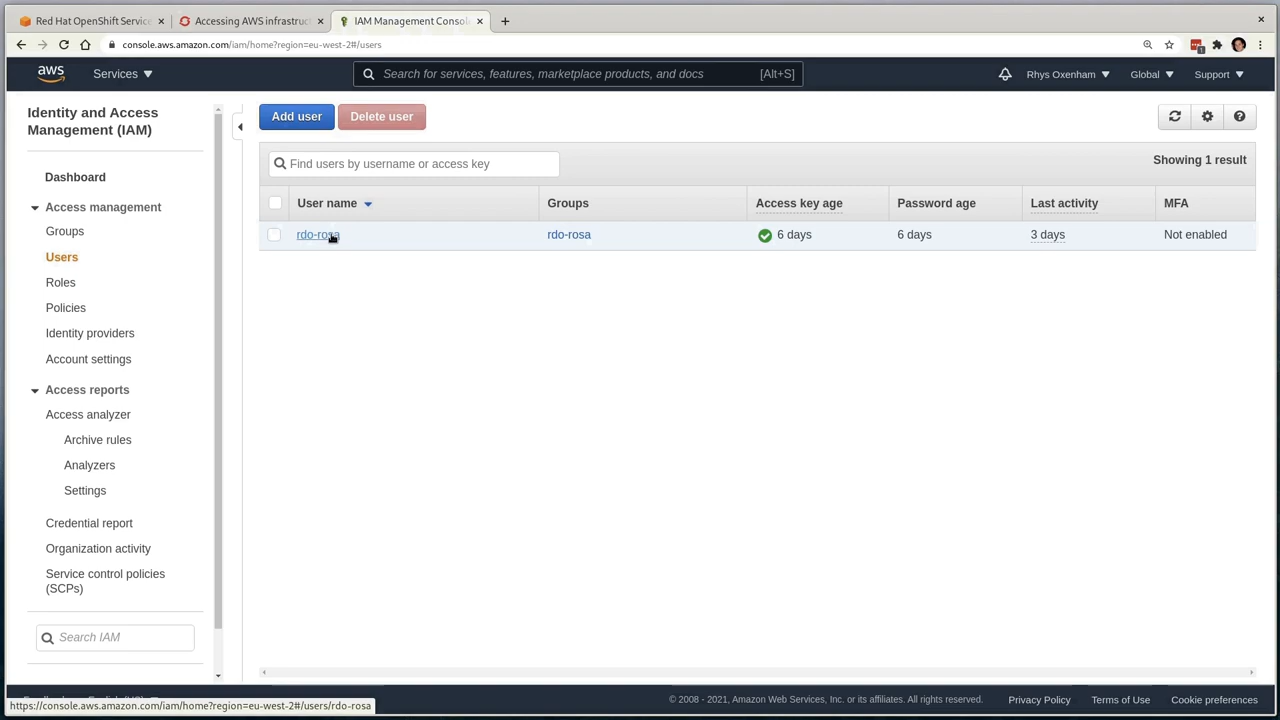 Red Hat OpenShift Service
Accessing AWS infrastruc
IAM Management Consol
console.aws.amazon.com/iam/home?region=eu-west-2#/users
aws
Services
Search for services, features, marketplace products, and docs
[Alt+S]
Rhys Oxenham
Global
Support
Identity and Access
Management (IAM)
Dashboard
Access management
Groups
Users
Roles
Policies
Identity providers
Account settings
Access reports
Access analyzer
Archive rules
Analyzers
Settings
Credential report
Organization activity
Service control policies
(SCPs)
Search IAM
Add user
Delete user
Find users by username or access key
Showing 1 result
User name
Groups
Access key age
Password age
Last activity
MFA
rdo-rosa
rdo-rosa
6 days
6 days
3 days
Not enabled
https://console.aws.amazon.com/iam/home?region=eu-west-2#/users/rdo-rosa
© 2008 - 2021, Amazon Web Services, Inc. or its affiliates. All rights reserved.
Privacy Policy
Terms of Use
Cookie preferences